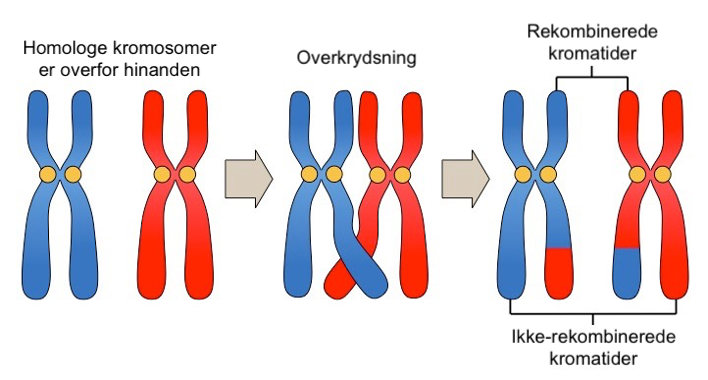 Homologe kromosomer
er overfor hinanden
Overkrydsning
Rekombinerede
kromatider
Ikke-rekombinerede
kromatider